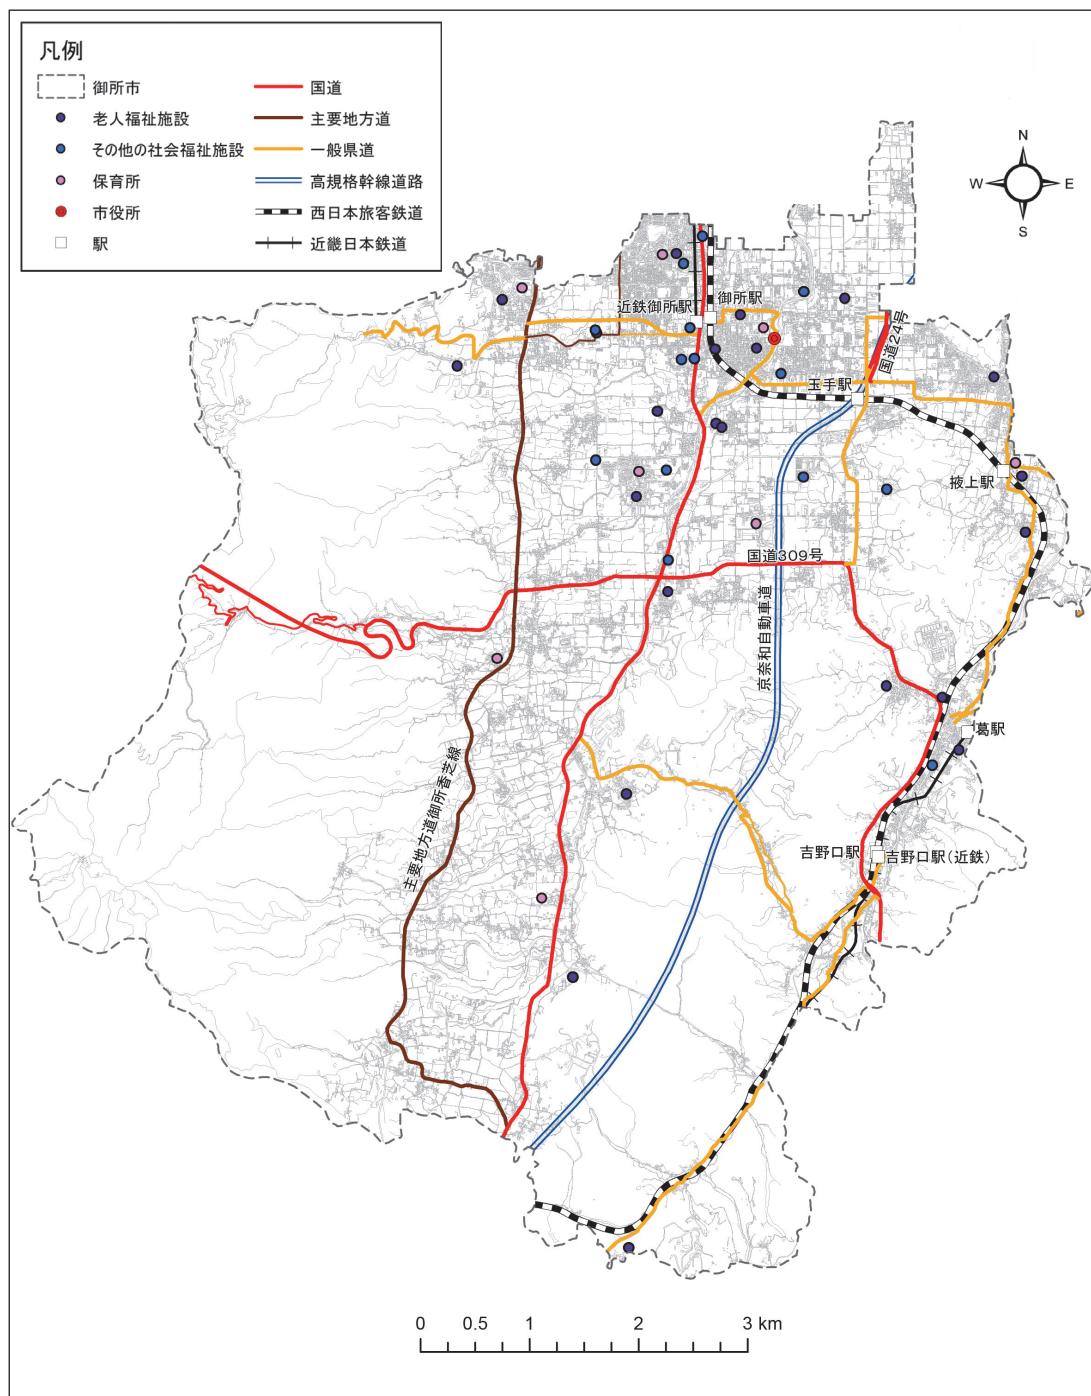 凡例
御所市
老人福祉施設
その他の社会福祉施設
保育所
市役所
駅
国道
主要地方道
一般県道
高規格幹線道路
西日本旅客鉄道
近畿日本鉄道
N
W
E
S
近鉄御所駅
御所駅
国道24号
玉手駅
掖上駅
国道309号
京奈和自動車道
葛駅
主要地方道御所香芝線
吉野口駅
吉野口駅(近鉄)
0 0.5 1 2 3 km